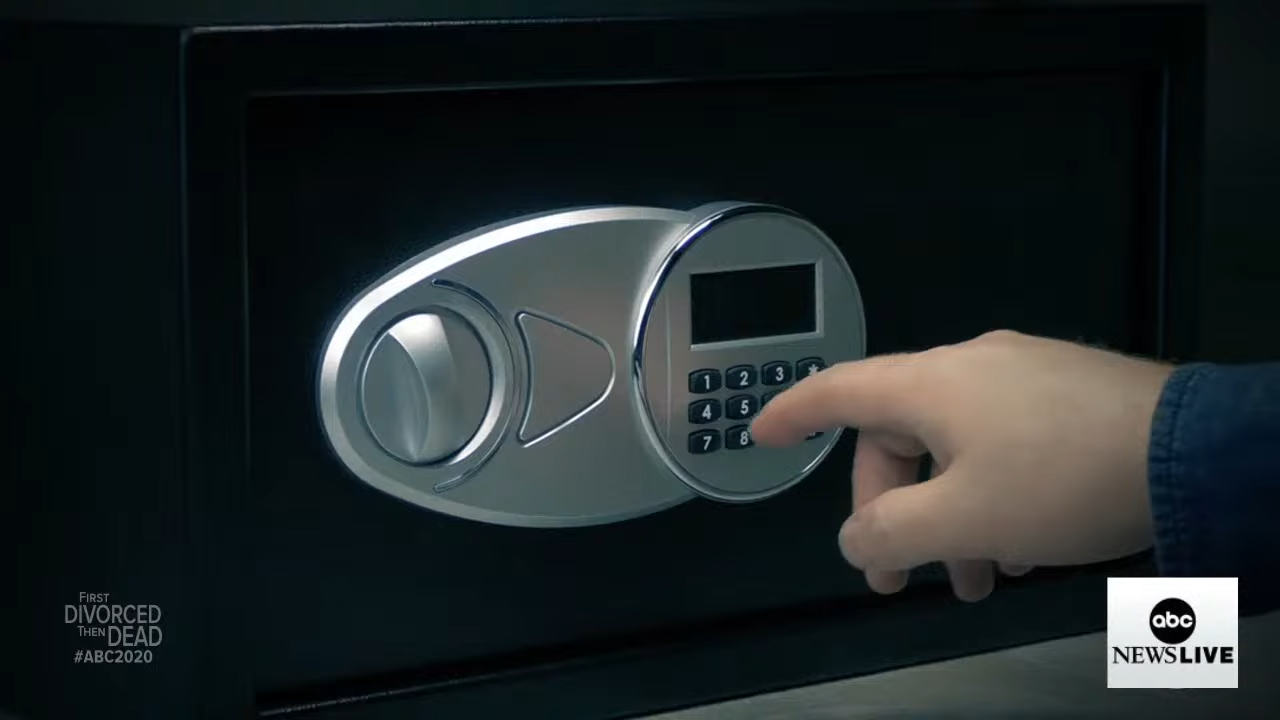 1 2 3 *
4 5
7 8
FIRST
DIVORCED
THEN DEAD
#ABC2020
abc
NEWSLIVE